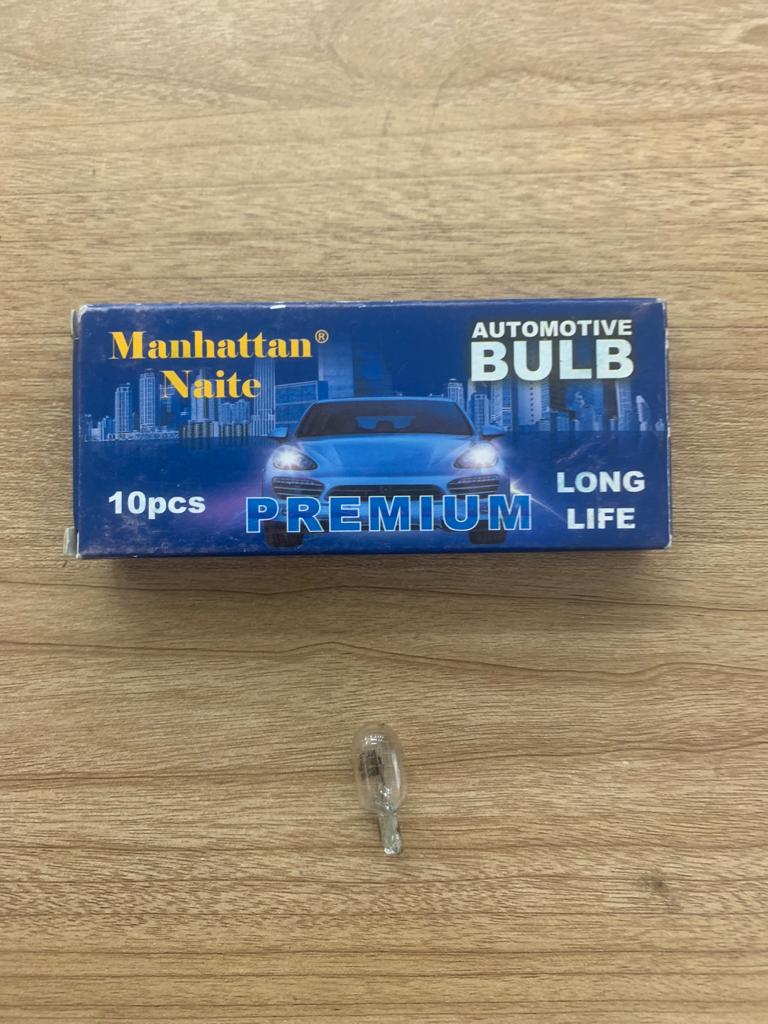 Manhattan®
Naite
AUTOMOTIVE
BULB
10pcs
PREMIUM
LONG
LIFE